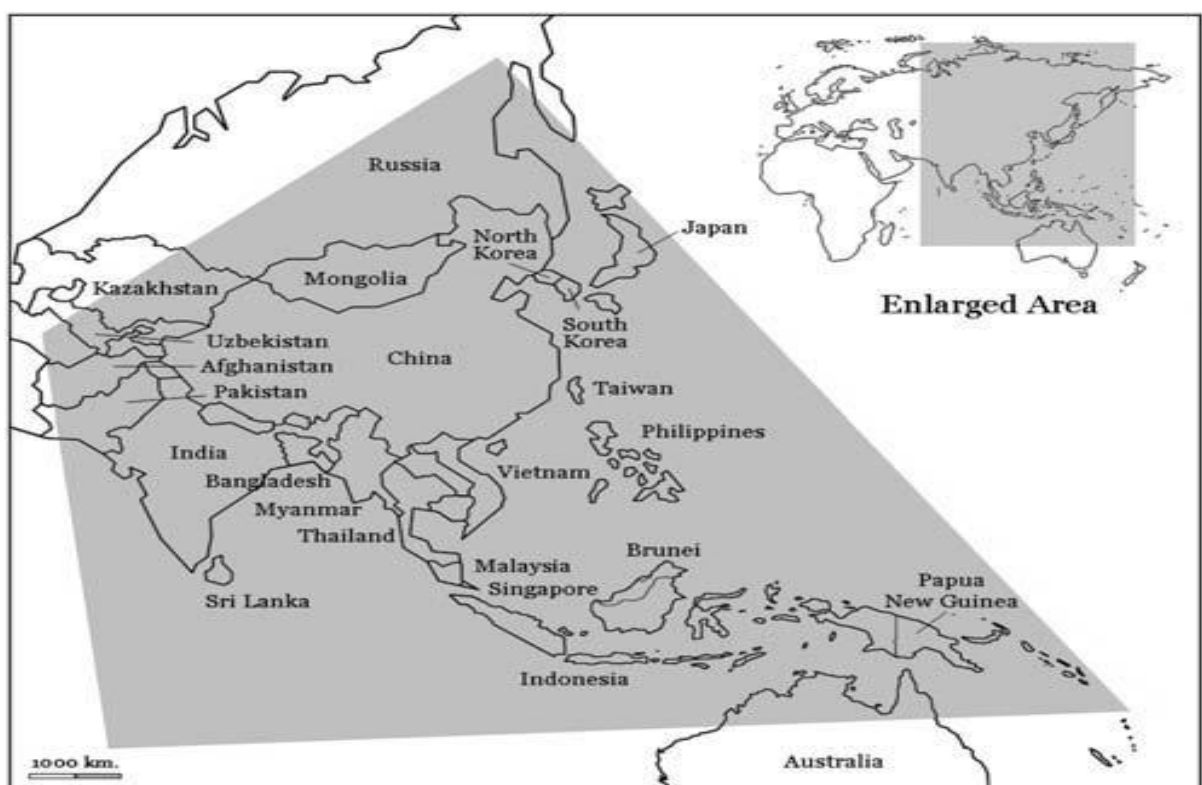 Russia
Japan
North
Korea
Mongolia
Kazakhstan
Enlarged Area
South
Korea
Uzbekistan
China
Afghanistan
Pakistan
Taiwan
Philippines
India
Vietnam
Bangladesh
Myanmar
Thailand
Brunei
Malaysia
Singapore
Papua
New Guinea
Sri Lanka
Indonesia
1000 km.
Australia